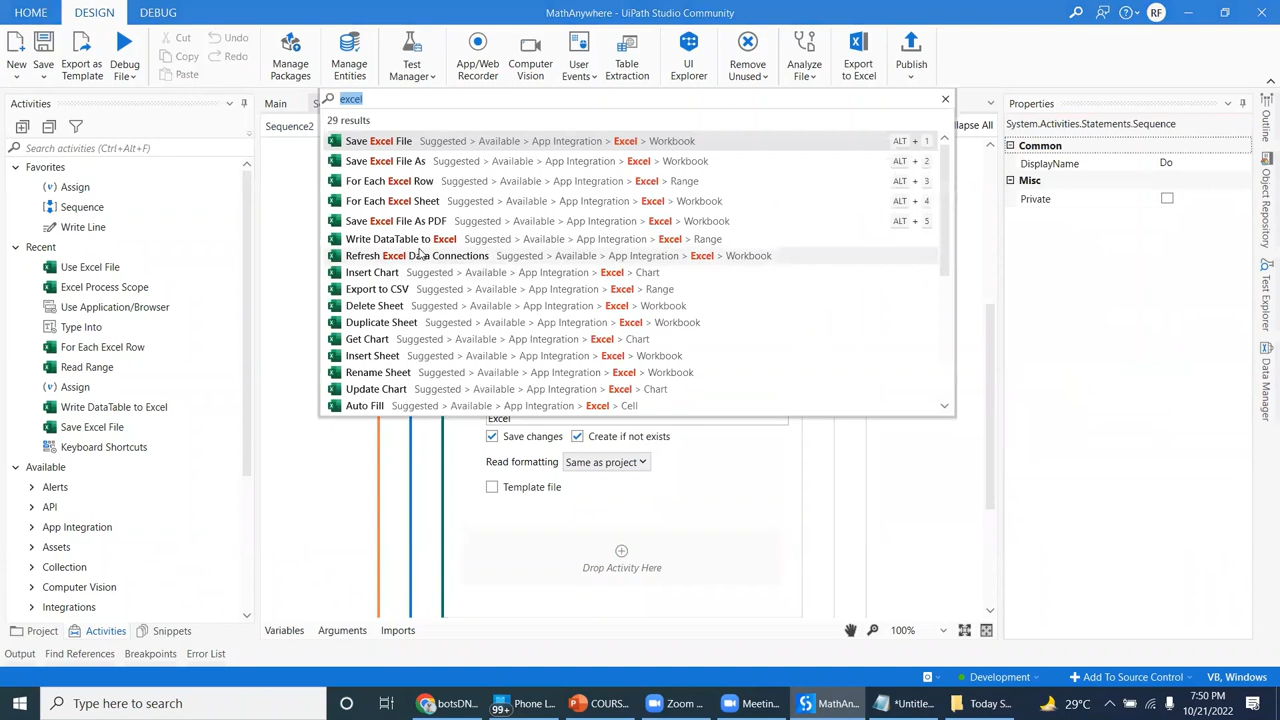 HOME DESIGN DEBUG MathAnywhere - UiPath Studio Community RF
New Save Export as Template Debug File Cut Copy Paste Undo Redo Manage Packages Manage Entities Test Manager App/Web Recorder Computer Vision User Events Table Extraction UI Explorer Remove Unused Analyze File Export to Excel Publish
Activities
Search activities (Ctrl+Alt+F)
Favorites
Assign
Sequence
Write Line
Recent
Use Excel File
Excel Process Scope
Use Application/Browser
Type Into
For Each Excel Row
Read Range
Assign
Write DataTable to Excel
Save Excel File
Keyboard Shortcuts
Available
Alerts
API
App Integration
Assets
Collection
Computer Vision
Integrations
Project Activities Snippets
Main S
Sequence2
excel
29 results
Save Excel File Suggested > Available > App Integration > Excel > Workbook ALT + 1
Save Excel File As Suggested > Available > App Integration > Excel > Workbook ALT + 2
For Each Excel Row Suggested > Available > App Integration > Excel > Range ALT + 3
For Each Excel Sheet Suggested > Available > App Integration > Excel > Workbook ALT + 4
Save Excel File As PDF Suggested > Available > App Integration > Excel > Workbook ALT + 5
Write DataTable to Excel Suggested > Available > App Integration > Excel > Range
Refresh Excel Data Connections Suggested > Available > App Integration > Excel > Workbook
Insert Chart Suggested > Available > App Integration > Excel > Chart
Export to CSV Suggested > Available > App Integration > Excel > Range
Delete Sheet Suggested > Available > App Integration > Excel > Workbook
Duplicate Sheet Suggested > Available > App Integration > Excel > Workbook
Get Chart Suggested > Available > App Integration > Excel > Chart
Insert Sheet Suggested > Available > App Integration > Excel > Workbook
Rename Sheet Suggested > Available > App Integration > Excel > Workbook
Update Chart Suggested > Available > App Integration > Excel > Chart
Auto Fill Suggested > Available > App Integration > Excel > Cell
Excel
Save changes Create if not exists
Read formatting Same as project
Template file
Drop Activity Here
Variables Arguments Imports 100%
lapse All
Properties
System.Activities.Statements.Sequence
Common
DisplayName Do
Misc
Private
Outline
Object Repository
Test Explorer
Data Manager
Output Find References Breakpoints Error List
Development Add To Source Control VB, Windows
Type here to search botsDN... 99+ Phone L... COURS... Zoom ... Meetin... MathAn... *Untitle... Today S... 29°C 7:50 PM
10/21/2022